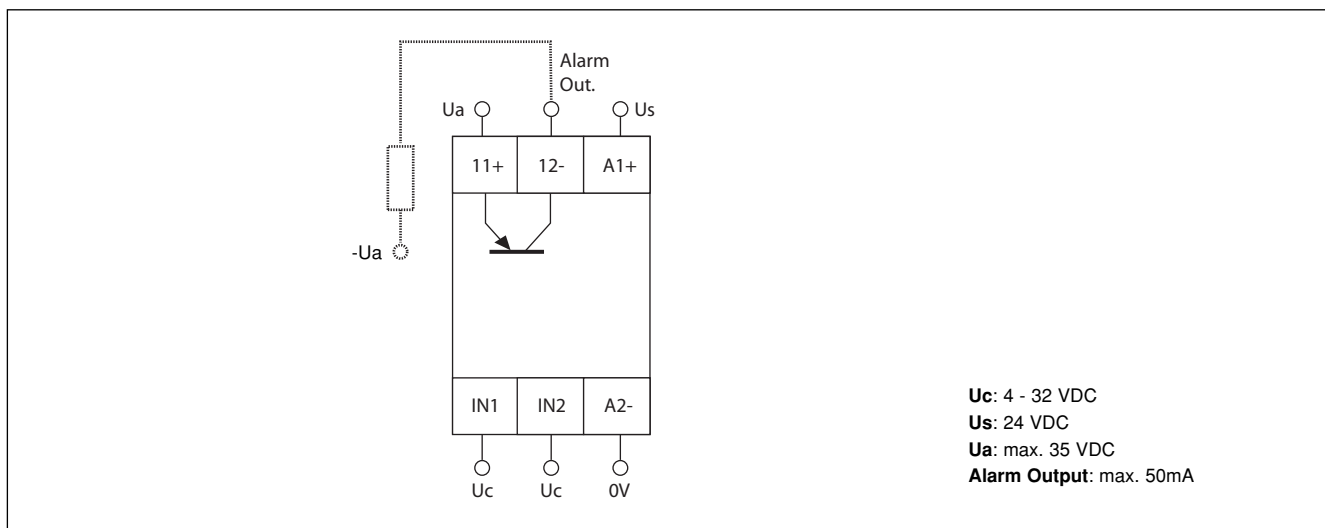 Alarm
Out.
Ua
Us
11+
12-
A1+
-Ua
IN1
IN2
A2-
Uc
Uc
0V
Uc: 4 - 32 VDC
Us: 24 VDC
Ua: max. 35 VDC
Alarm Output: max. 50mA